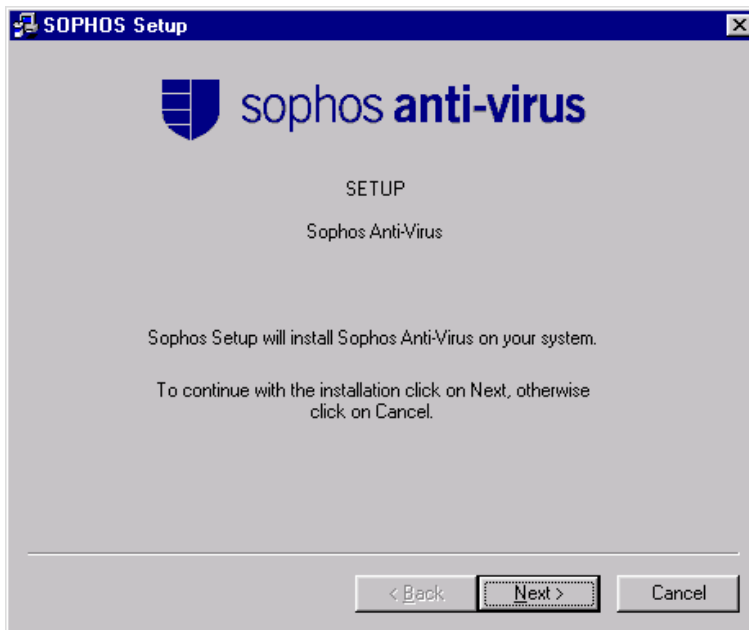 SOPHOS Setup
sophos anti-virus
SETUP
Sophos Anti-Virus
Sophos Setup will install Sophos Anti-Virus on your system.
To continue with the installation click on Next, otherwise
click on Cancel.
< Back Next > Cancel